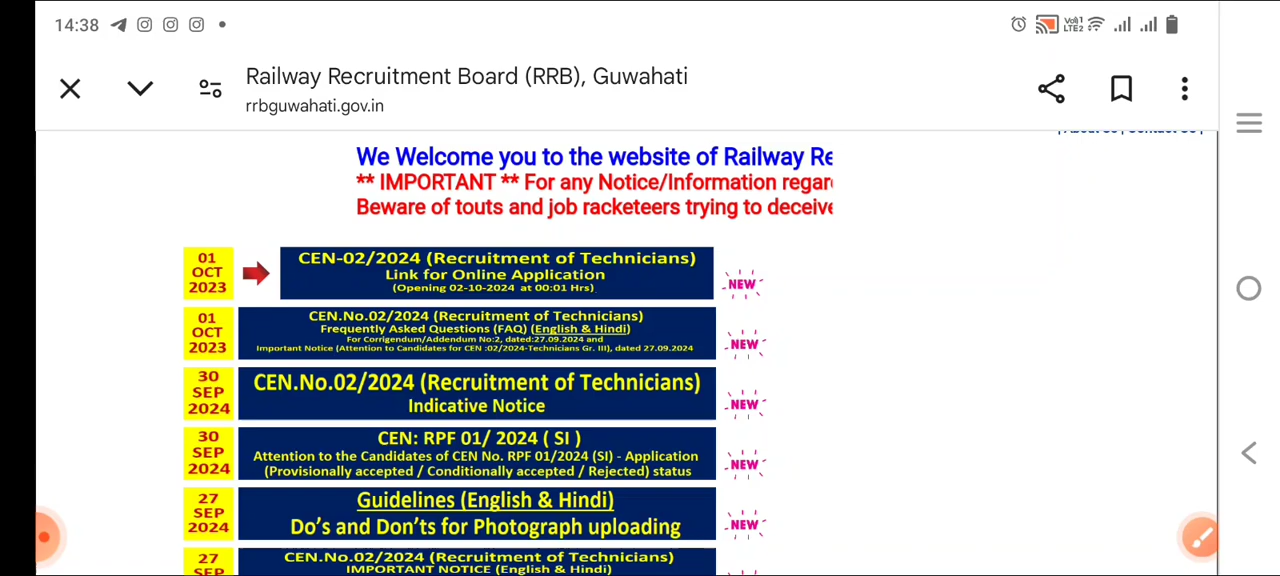 14:38
Vo)) 1
LTE2
Railway Recruitment Board (RRB), Guwahati
rrbguwahati.gov.in
We Welcome you to the website of Railway Re
** IMPORTANT ** For any Notice/Information regar
Beware of touts and job racketeers trying to deceive
01
OCT
2023
CEN-02/2024 (Recruitment of Technicians)
Link for Online Application
(Opening 02-10-2024 at 00:01 Hrs)
NEW
01
OCT
2023
CEN.No.02/2024 (Recruitment of Technicians)
Frequently Asked Questions (FAQ) (English & Hindi)
For Corrigendum/Addendum No:2, dated:27.09.2024 and
Important Notice (Attention to Candidates for CEN :02/2024-Technicians Gr. III), dated 27.09.2024
NEW
30
SEP
2024
CEN.No.02/2024 (Recruitment of Technicians)
Indicative Notice
NEW
30
SEP
2024
CEN: RPF 01/ 2024 ( SI )
Attention to the Candidates of CEN No. RPF 01/2024 (SI) - Application
(Provisionally accepted / Conditionally accepted / Rejected) status
NEW
27
SEP
2024
Guidelines (English & Hindi)
Do's and Don'ts for Photograph uploading
NEW
27
SEP
CEN.No.02/2024 (Recruitment of Technicians)
IMPORTANT NOTICE (English & Hindi)